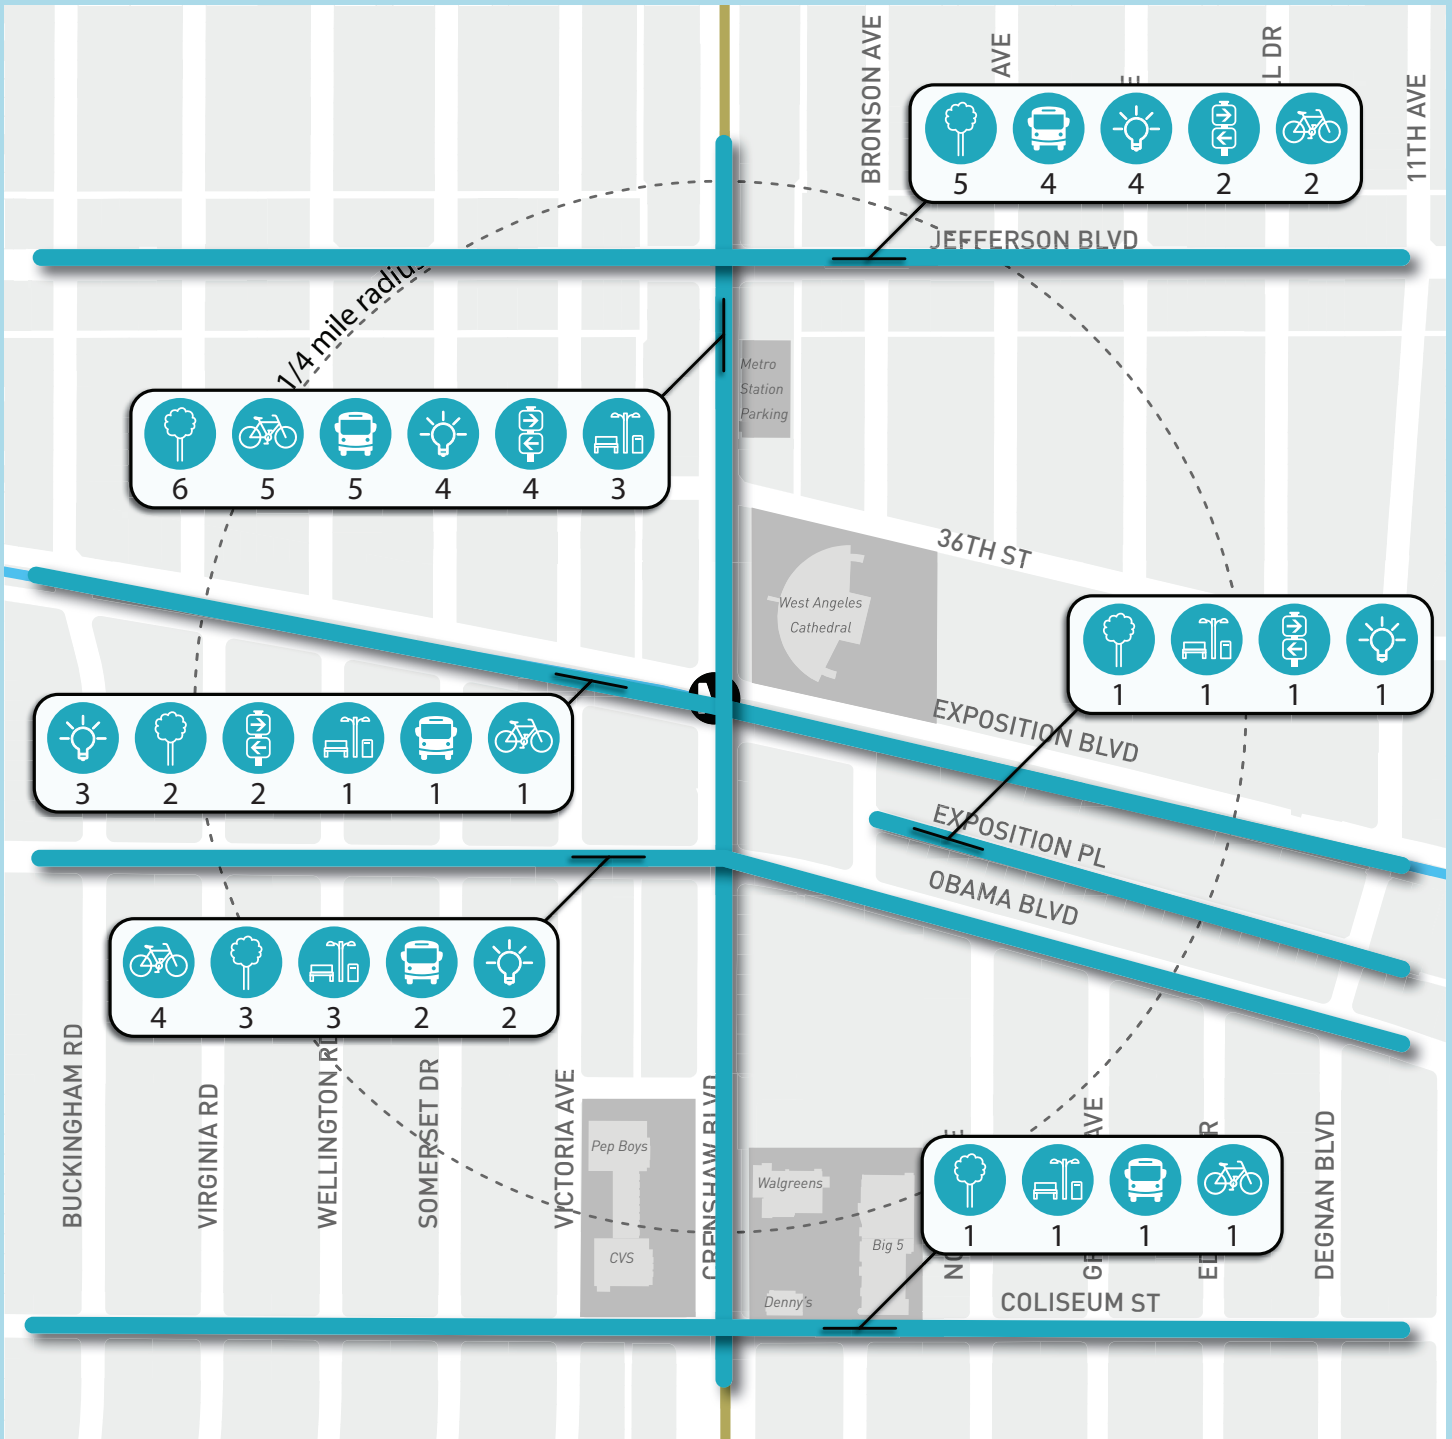 BRONSON AVE
AVE
E
LL DR
11TH AVE
5 4 4 2 2
JEFFERSON BLVD
1/4 mile radius
Metro
Station
Parking
6 5 5 4 4 3
36TH ST
West Angeles
Cathedral
1 1 1 1
EXPOSITION BLVD
3 2 2 1 1 1
EXPOSITION PL
OBAMA BLVD
4 3 3 2 2
BUCKINGHAM RD
VIRGINIA RD
WELLINGTON RD
SOMERSET DR
VICTORIA AVE
CRENSHAW BLVD
Pep Boys
CVS
Walgreens
Big 5
Denny's
1 1 1 1
AVE
DEGNAN BLVD
COLISEUM ST